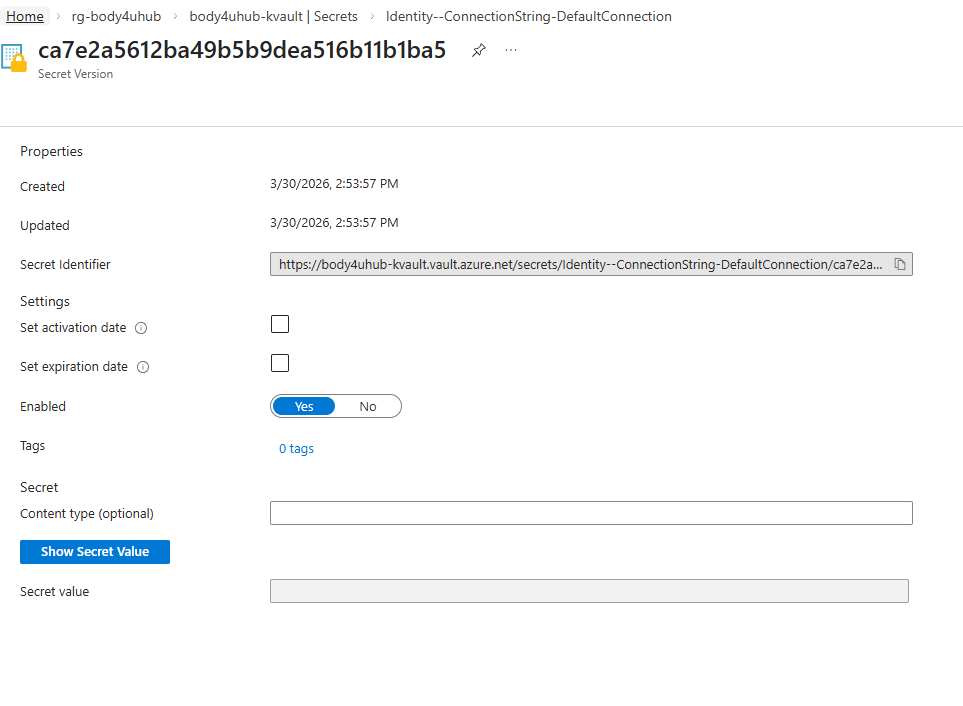 Home > rg-body4uhub > body4uhub-kvault | Secrets > Identity--ConnectionString-DefaultConnection
ca7e2a5612ba49b5b9dea516b11b1ba5 ...
Secret Version
Properties
Created 3/30/2026, 2:53:57 PM
Updated 3/30/2026, 2:53:57 PM
Secret Identifier https://body4uhub-kvault.vault.azure.net/secrets/Identity--ConnectionString-DefaultConnection/ca7e2a...
Settings
Set activation date
Set expiration date
Enabled Yes No
Tags 0 tags
Secret
Content type (optional)
Show Secret Value
Secret value